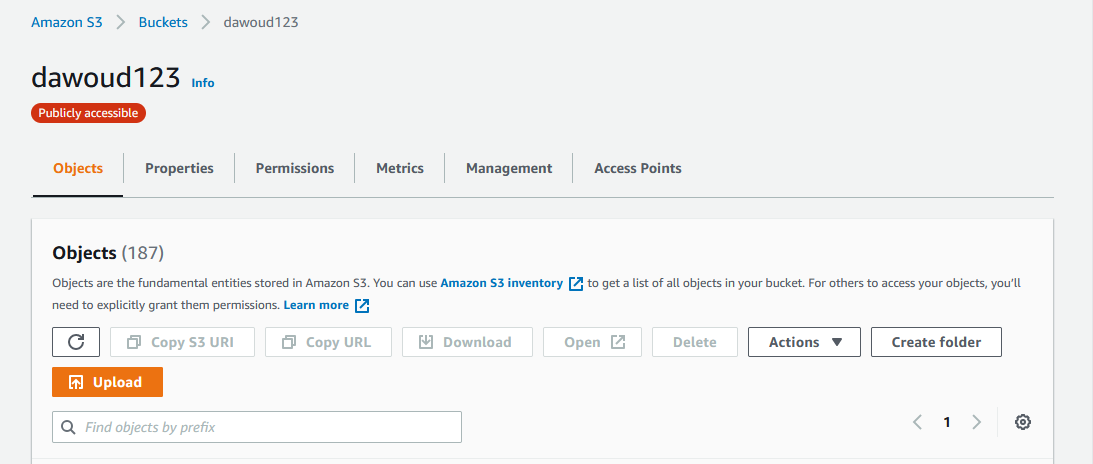 Amazon S3 > Buckets > dawoud123
dawoud123 Info
Publicly accessible
Objects Properties Permissions Metrics Management Access Points
Objects (187)
Objects are the fundamental entities stored in Amazon S3. You can use Amazon S3 inventory to get a list of all objects in your bucket. For others to access your objects, you'll
need to explicitly grant them permissions. Learn more
Copy S3 URI Copy URL Download Open Delete Actions Create folder
Upload
Find objects by prefix 1